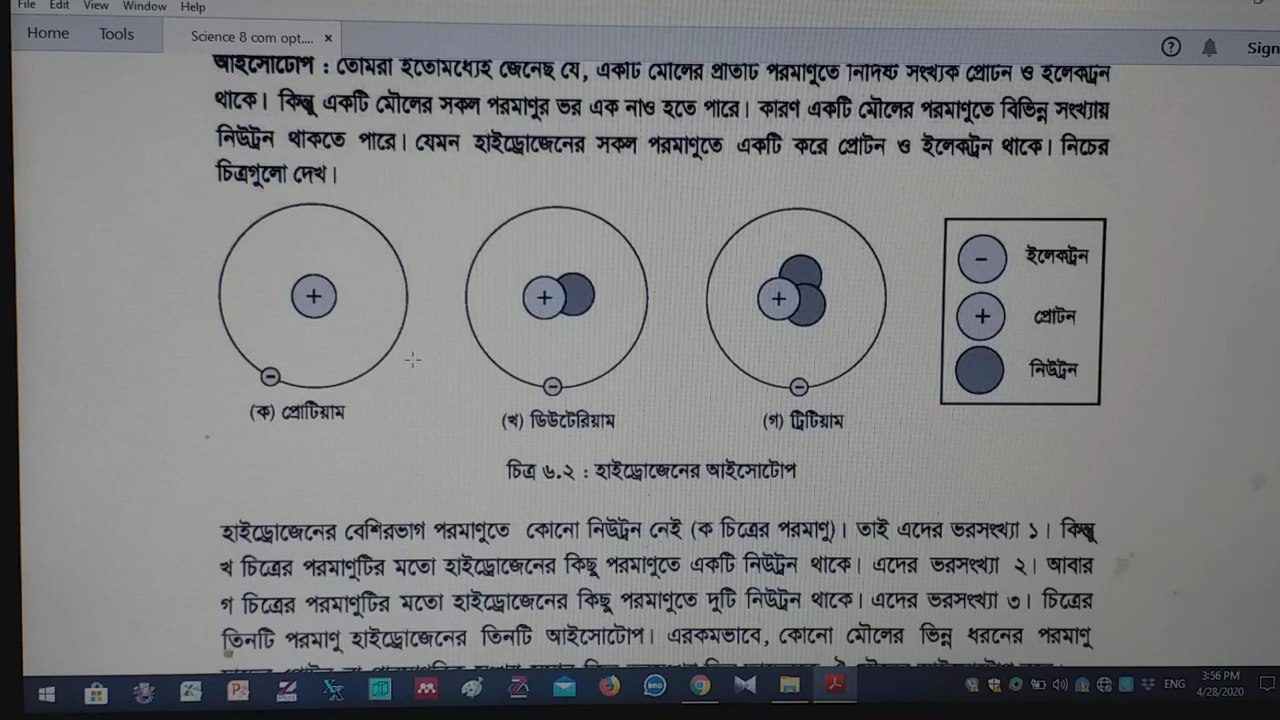 File Edit View Window Help
Home Tools Science 8 com opt.... × Sign
আইসোটোপ : তোমরা ইতোমধ্যেই জেনেছ যে, একটি মৌলের প্রতিটি পরমাণুতে নির্দিষ্ট সংখ্যক প্রোটন ও ইলেকট্রন
থাকে। কিন্তু একটি মৌলের সকল পরমাণুর ভর এক নাও হতে পারে। কারণ একটি মৌলের পরমাণুতে বিভিন্ন সংখ্যায়
নিউট্রন থাকতে পারে। যেমন হাইড্রোজেনের সকল পরমাণুতে একটি করে প্রোটন ও ইলেকট্রন থাকে। নিচের
চিত্রগুলো দেখ।
ইলেকট্রন
প্রোটন
নিউট্রন
(ক) প্রোটিয়াম (খ) ডিউটেরিয়াম (গ) ট্রিটিয়াম
চিত্র ৬.২ : হাইড্রোজেনের আইসোটোপ
হাইড্রোজেনের বেশিরভাগ পরমাণুতে কোনো নিউট্রন নেই (ক চিত্রের পরমাণু)। তাই এদের ভরসংখ্যা ১। কিন্তু
খ চিত্রের পরমাণুটির মতো হাইড্রোজেনের কিছু পরমাণুতে একটি নিউট্রন থাকে। এদের ভরসংখ্যা ২। আবার
গ চিত্রের পরমাণুটির মতো হাইড্রোজেনের কিছু পরমাণুতে দুটি নিউট্রন থাকে। এদের ভরসংখ্যা ৩। চিত্রের
তিনটি পরমাণু হাইড্রোজেনের তিনটি আইসোটোপ। এরকমভাবে, কোনো মৌলের ভিন্ন ধরনের পরমাণু
ENG 3:56 PM
4/28/2020